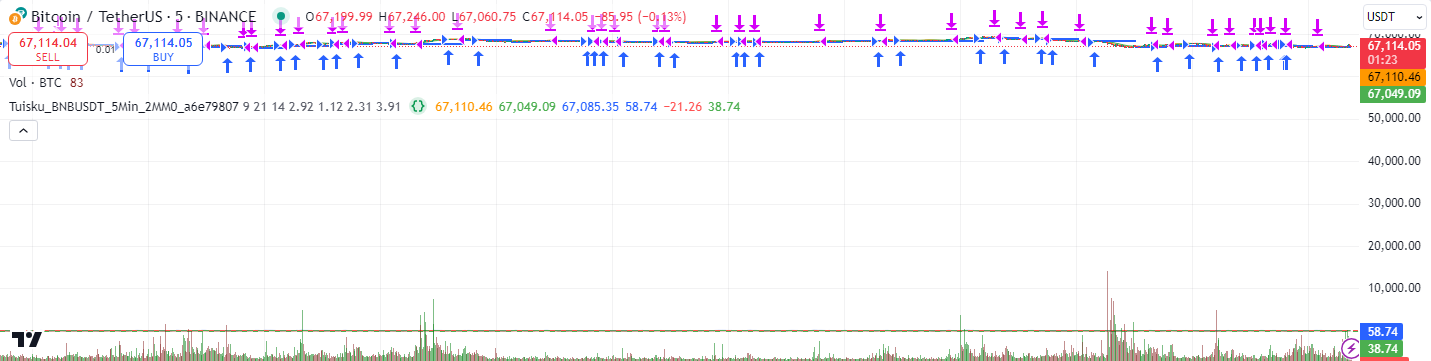 Bitcoin / TetherUS · 5 · BINANCE O67,199.99 H67,246.00 L67,060.75 C67,114.05 −85.95 (−0.13%)
USDT
67,114.04
SELL
0.01
67,114.05
BUY
67,114.05
01:23
67,110.46
67,049.09
Vol · BTC 83
Tuisku_BNBUSDT_5Min_2MM0_a6e79807 9 21 14 2.92 1.12 2.31 3.91 67,110.46 67,049.09 67,085.35 58.74 −21.26 38.74
50,000.00
40,000.00
30,000.00
20,000.00
10,000.00
58.74
38.74